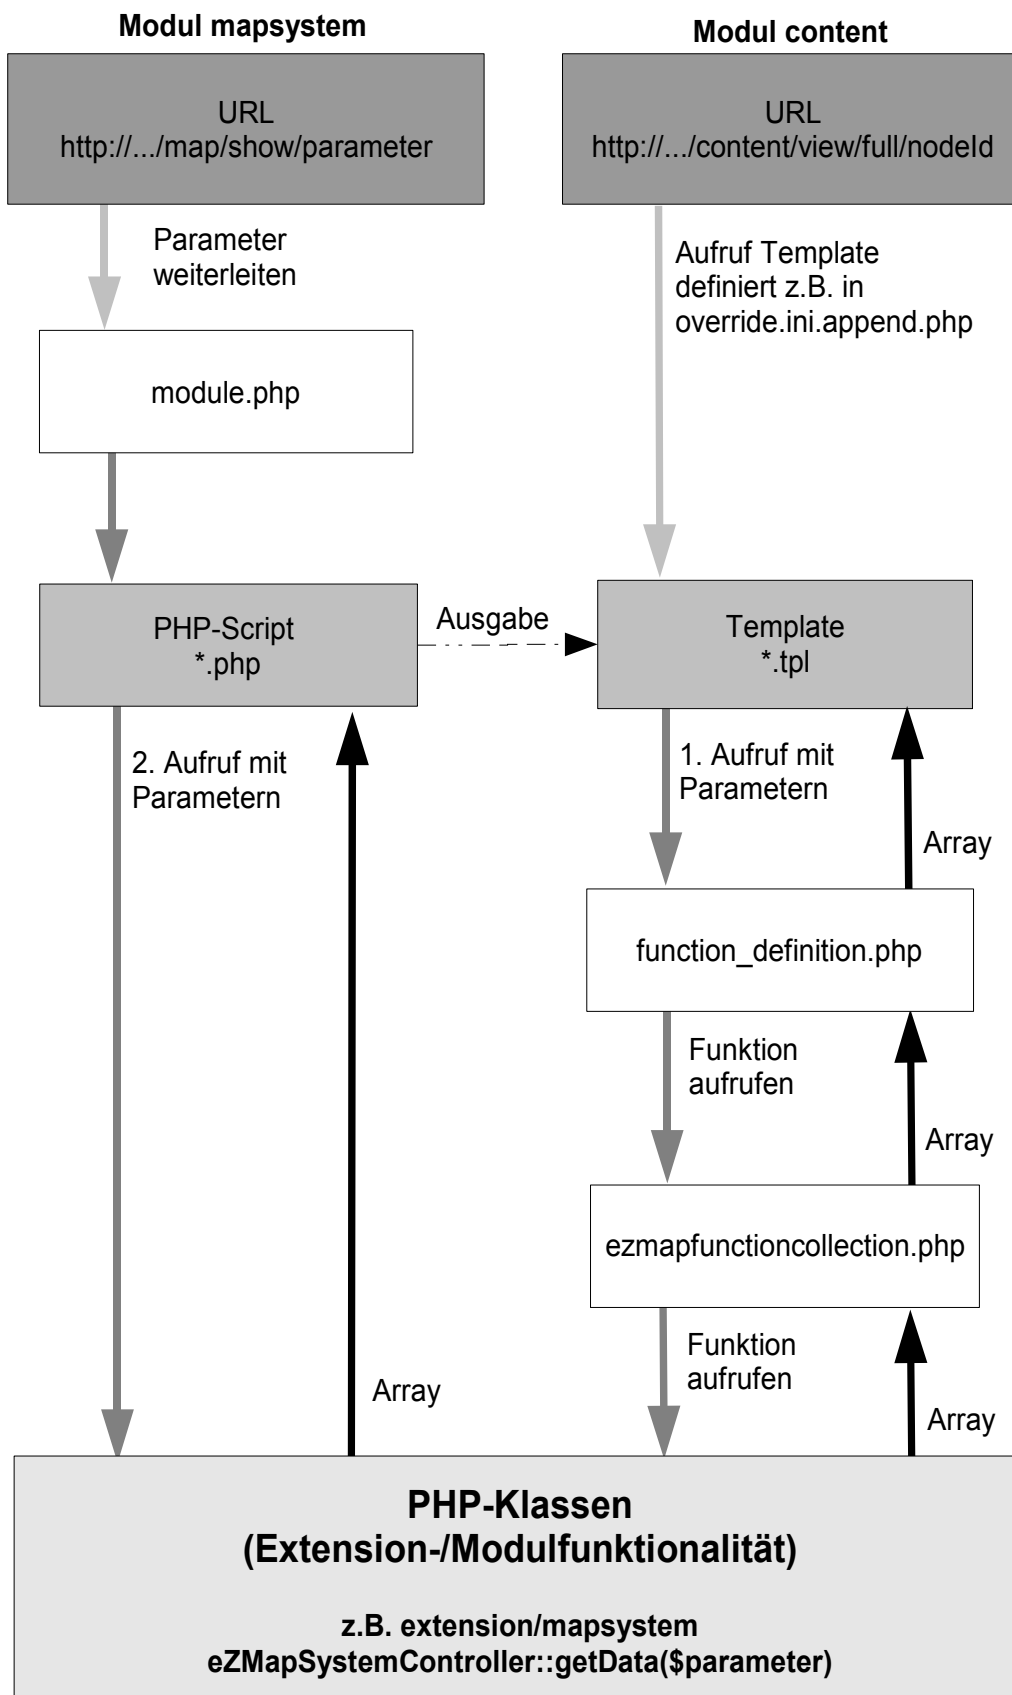 Modul mapsystem
Modul content
URL
http://.../map/show/parameter
URL
http://.../content/view/full/nodeId
Parameter
weiterleiten
Aufruf Template
definiert z.B. in
override.ini.append.php
module.php
PHP-Script
*.php
Ausgabe
Template
*.tpl
2. Aufruf mit
Parametern
1. Aufruf mit
Parametern
Array
function_definition.php
Funktion
aufrufen
Array
ezmapfunctioncollection.php
Funktion
aufrufen
Array
Array
PHP-Klassen
(Extension-/Modulfunktionalität)
z.B. extension/mapsystem
eZMapSystemController::getData($parameter)